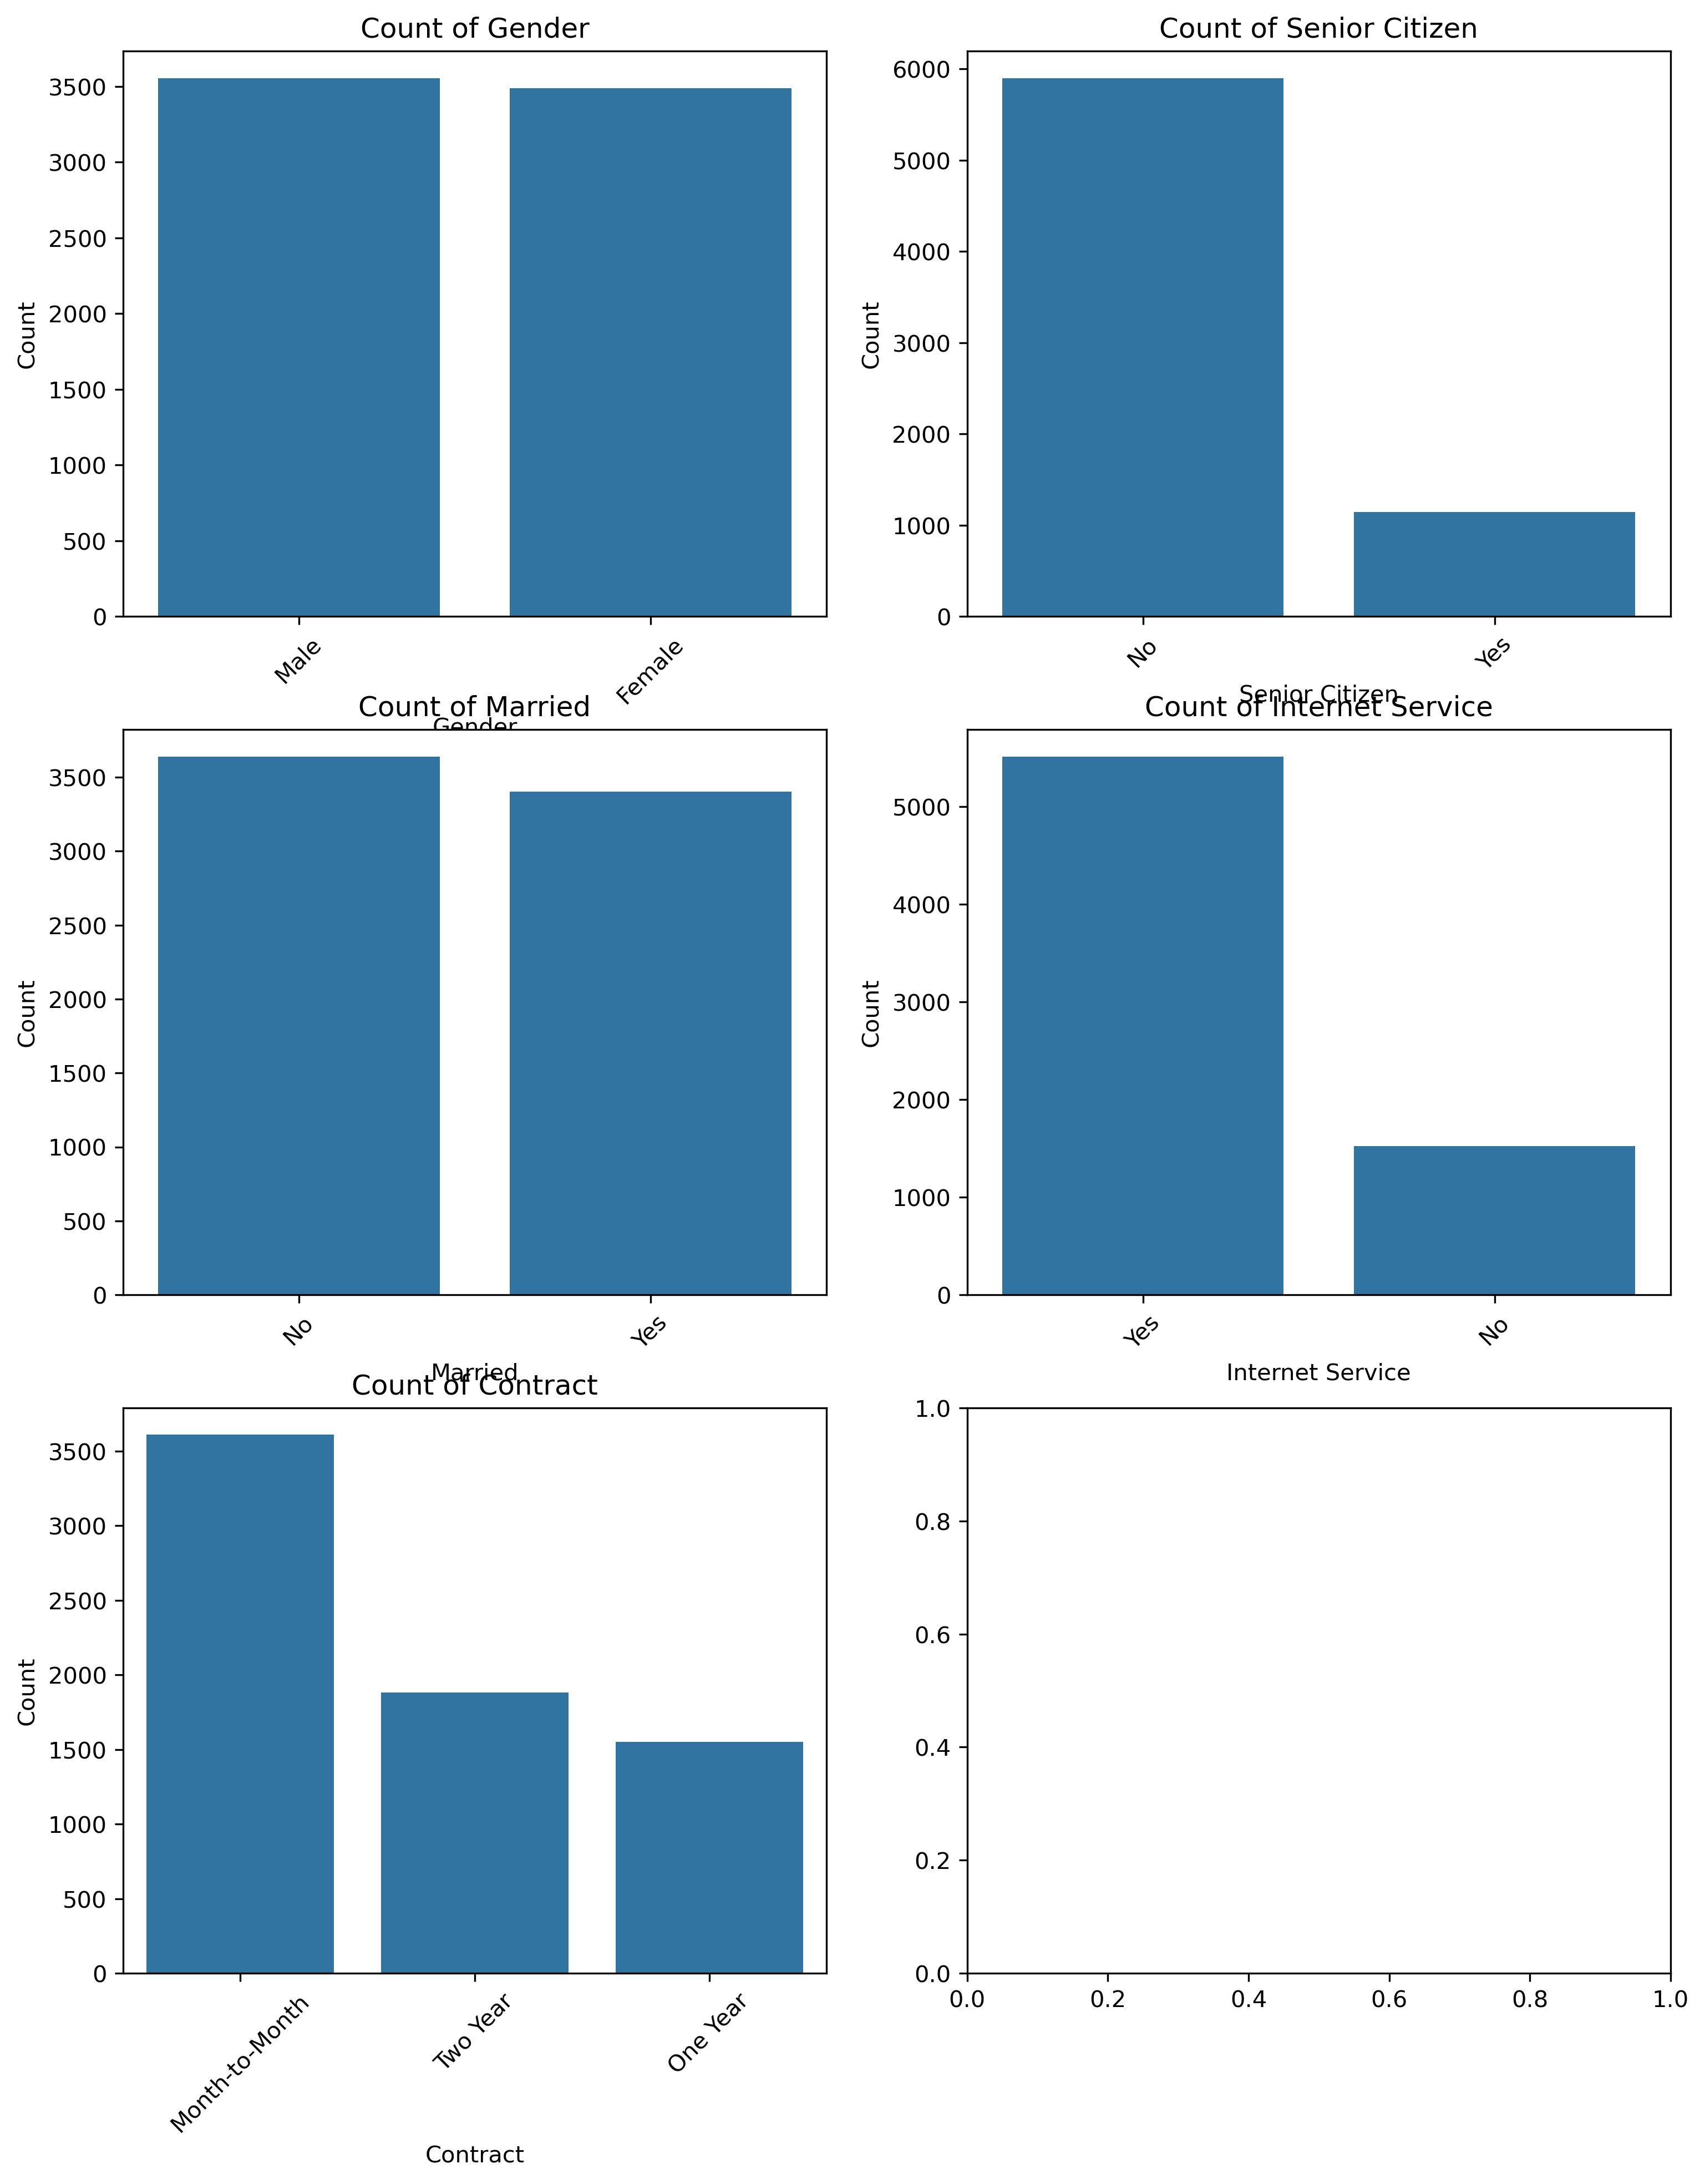 Count of Gender
3500
3000
2500
2000
1500
1000
500
0
Count
Male
Female
Gender
Count of Senior Citizen
6000
5000
4000
3000
2000
1000
0
Count
No
Yes
Senior Citizen
Count of Married
3500
3000
2500
2000
1500
1000
500
0
Count
No
Yes
Married
Count of Internet Service
5000
4000
3000
2000
1000
0
Count
Yes
No
Internet Service
Count of Contract
3500
3000
2500
2000
1500
1000
500
0
Count
Month-to-Month
Two Year
One Year
Contract
1.0
0.8
0.6
0.4
0.2
0.0
0.0 0.2 0.4 0.6 0.8 1.0